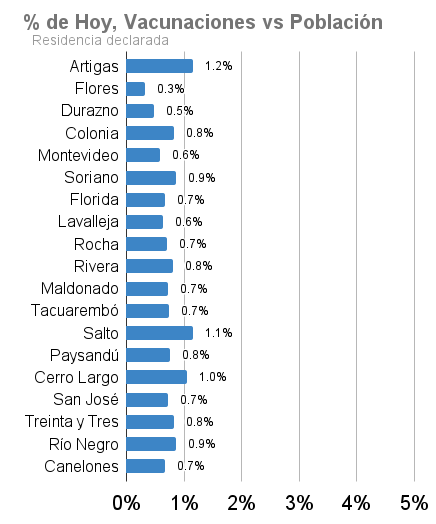 % de Hoy, Vacunaciones vs Población
Residencia declarada
Artigas 1.2%
Flores 0.3%
Durazno 0.5%
Colonia 0.8%
Montevideo 0.6%
Soriano 0.9%
Florida 0.7%
Lavalleja 0.6%
Rocha 0.7%
Rivera 0.8%
Maldonado 0.7%
Tacuarembó 0.7%
Salto 1.1%
Paysandú 0.8%
Cerro Largo 1.0%
San José 0.7%
Treinta y Tres 0.8%
Río Negro 0.9%
Canelones 0.7%
0% 1% 2% 3% 4% 5%